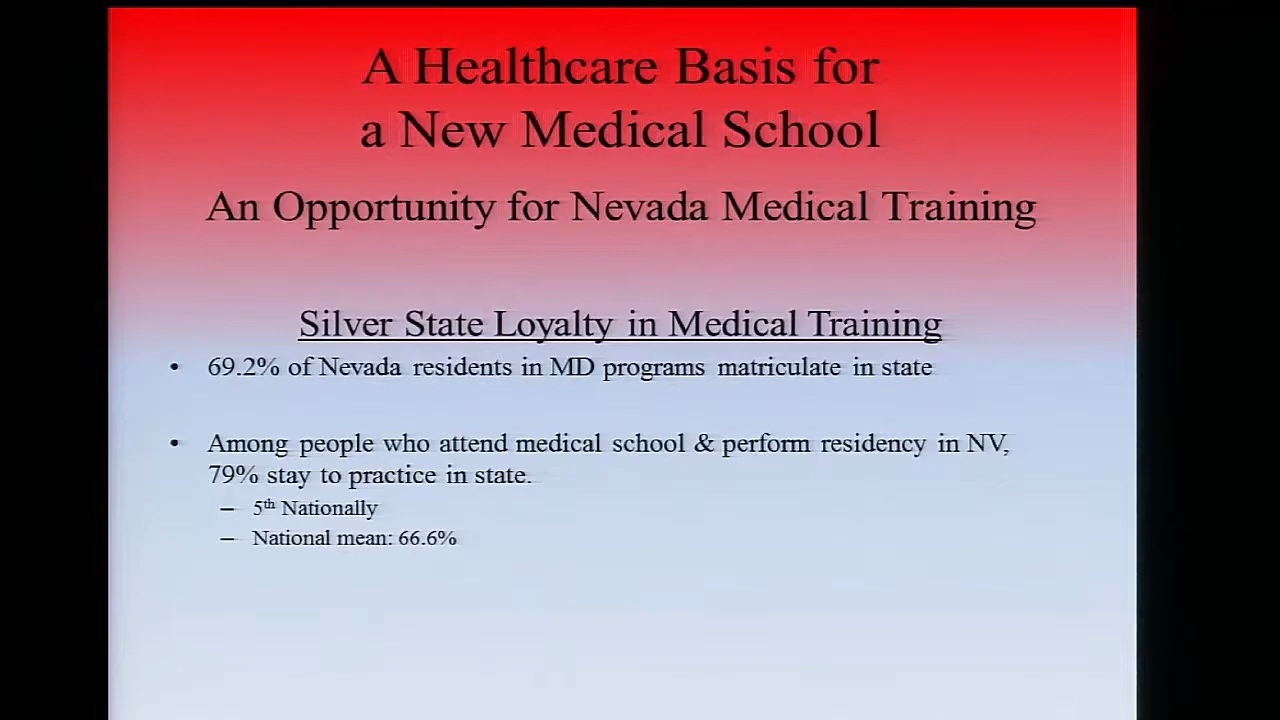 A Healthcare Basis for
a New Medical School
An Opportunity for Nevada Medical Training
Silver State Loyalty in Medical Training
• 69.2% of Nevada residents in MD programs matriculate in state
• Among people who attend medical school & perform residency in NV,
79% stay to practice in state.
– 5th Nationally
– National mean: 66.6%